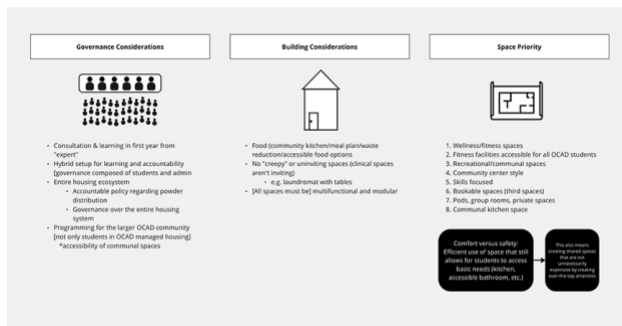 Governance Considerations
Consultation & learning in first year from
"expert"
Hybrid setup for learning and accountability
[governance composed of students and admin
Entire housing ecosystem
Accountable policy regarding powder
distribution
Governance over the entire housing
system
Programming for the larger OCAD community
[not only students in OCAD managed housing]
*accessibility of communal spaces
Building Considerations
Food (community kitchen/meal plan/waste
reduction/accessible food options
No "creepy" or uninviting spaces (clinical spaces
aren't inviting)
e.g. laundromat with tables
[All spaces must be] multifunctional and modular
Space Priority
1. Wellness/fitness spaces
2. Fitness facilities accessible for all OCAD students
3. Recreational/communal spaces
4. Community center style
5. Skills focused
6. Bookable spaces (third spaces)
7. Pods, group rooms, private spaces
8. Communal kitchen space
Comfort versus safety:
Efficient use of space that still
allows for students to access
basic needs (kitchen,
accessible bathroom, etc.)
This also means
creating shared spaces
that are not
unnecessarily
expensive by creating
over the top amenities